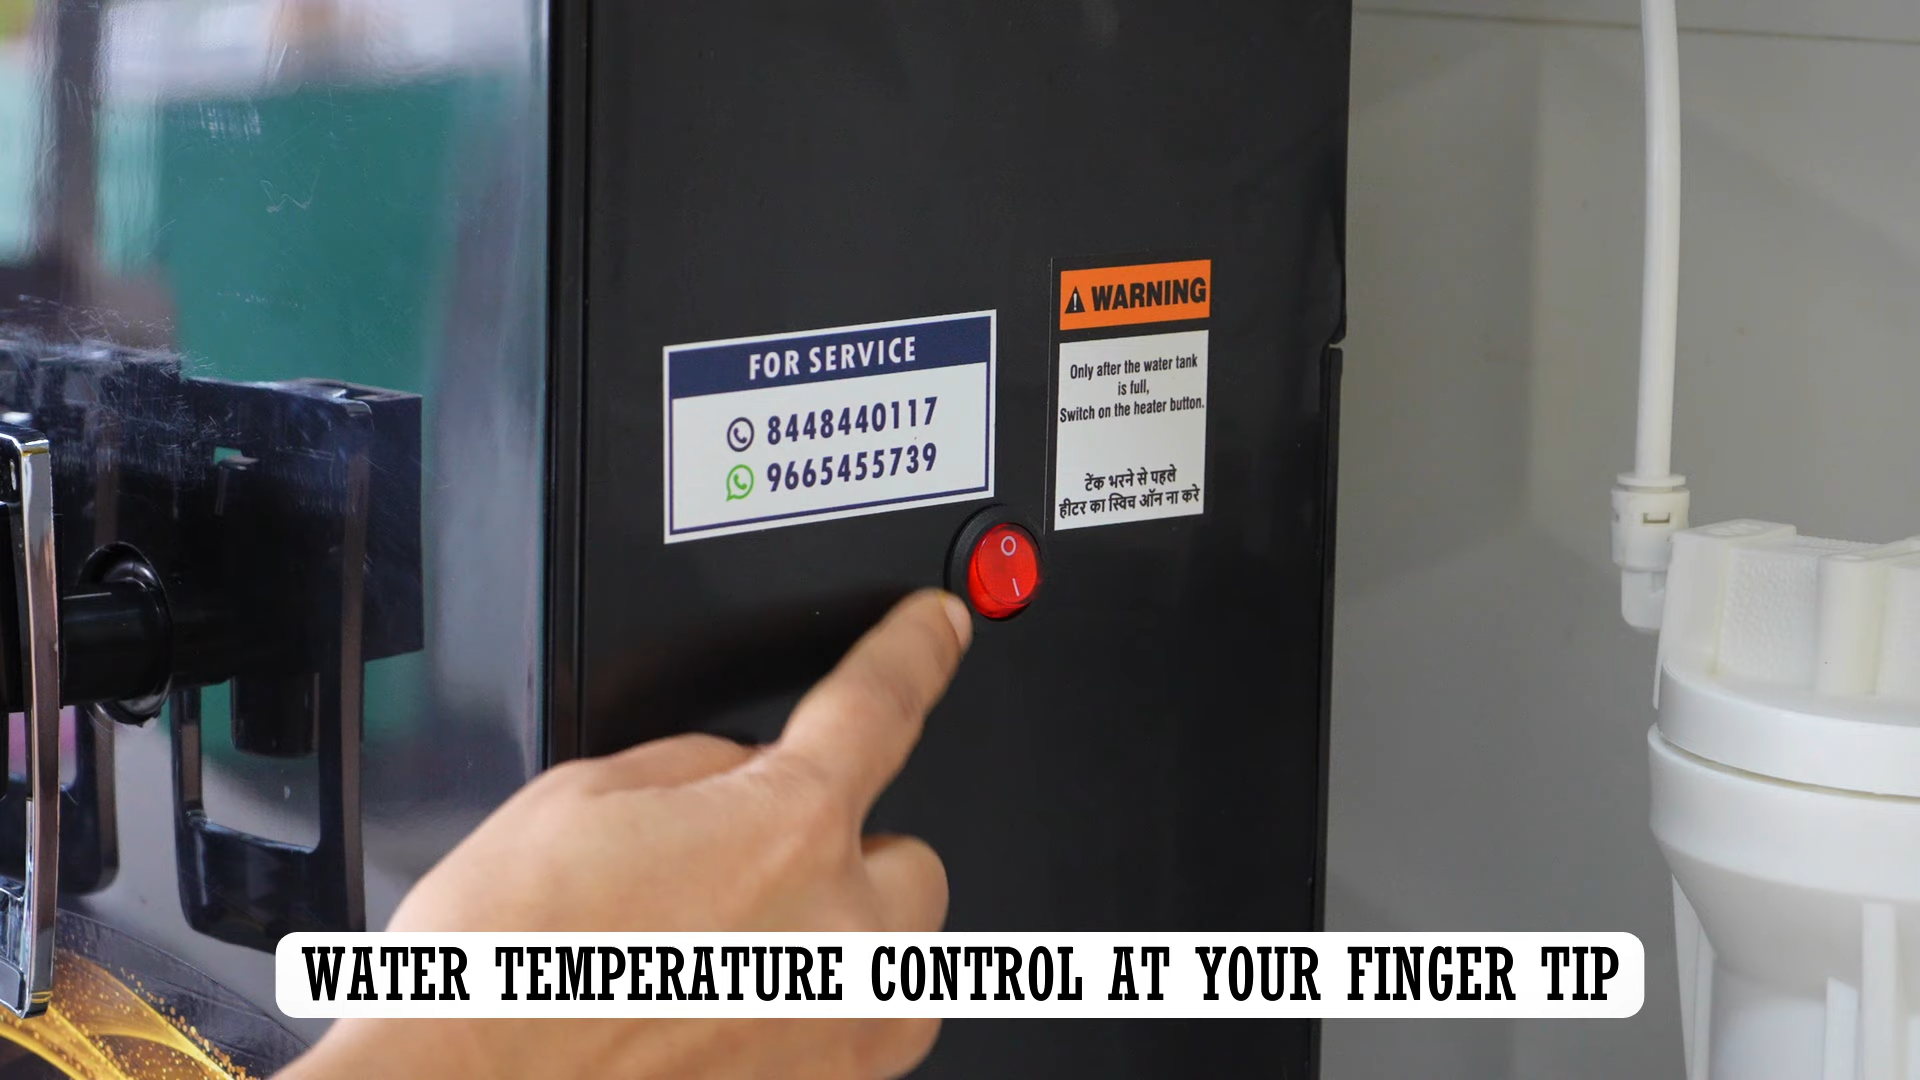 FOR SERVICE
8448440117
9665455739
WARNING
Only after the water tank
is full,
Switch on the heater button.
टेंक भरने से पहले
हीटर का स्विच ऑन ना करे
O
I
WATER TEMPERATURE CONTROL AT YOUR FINGER TIP